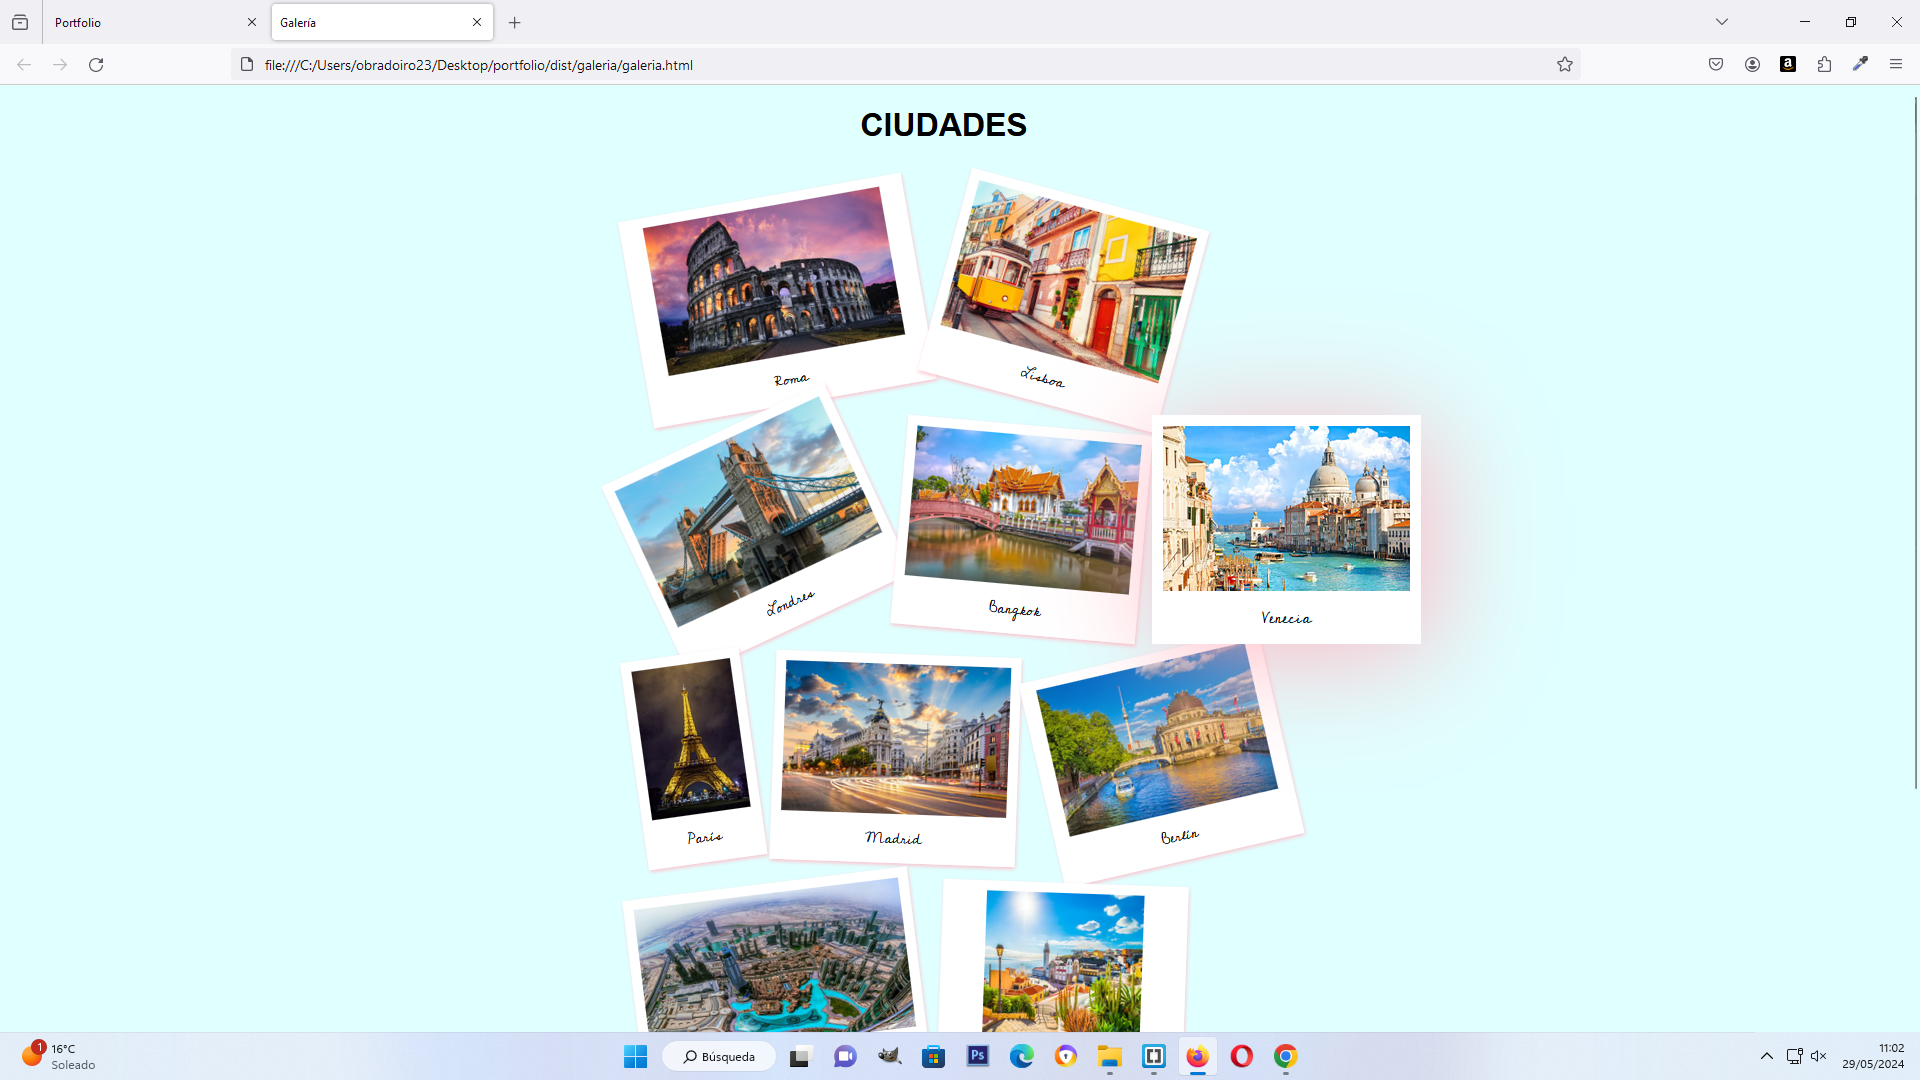 Portfolio
Galería
file:///C:/Users/obradoiro23/Desktop/portfolio/dist/galeria/galeria.html
CIUDADES
Roma
Lisboa
Londres
Bangkok
Venecia
París
Madrid
Berlín
1
16°C
Soleado
Búsqueda
Ps
11:02
29/05/2024